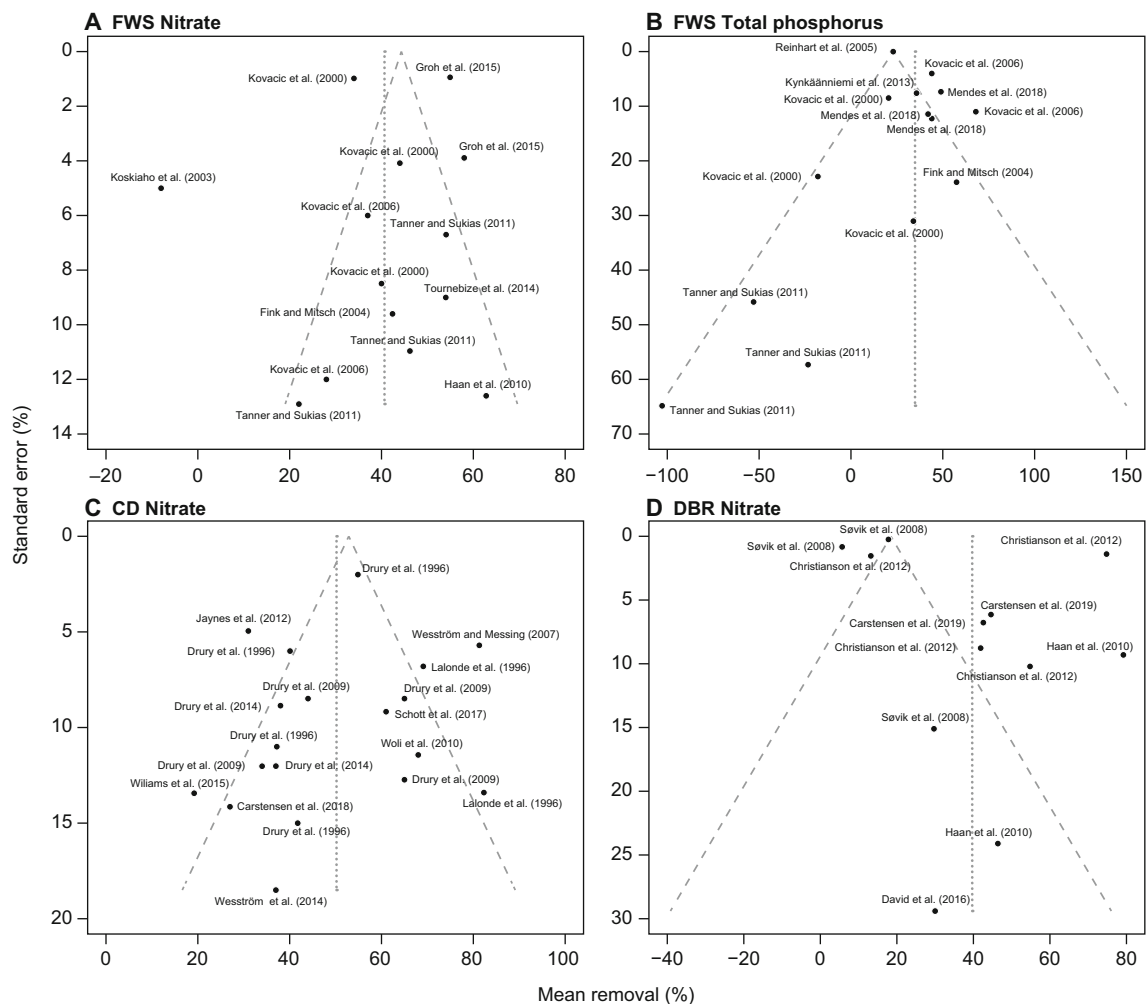 A FWS Nitrate
0
2
4
6
8
10
12
14
−20
0
20
40
60
80
Kovacic et al. (2000)
Groh et al. (2015)
Kovacic et al. (2000)
Groh et al. (2015)
Koskiaho et al. (2003)
Kovacic et al. (2006)
Tanner and Sukias (2011)
Kovacic et al. (2000)
Tournebize et al. (2014)
Fink and Mitsch (2004)
Tanner and Sukias (2011)
Kovacic et al. (2006)
Haan et al. (2010)
Tanner and Sukias (2011)
B FWS Total phosphorus
0
10
20
30
40
50
60
70
−100
−50
0
50
100
150
Reinhart et al. (2005)
Kovacic et al. (2006)
Kynkäänniemi et al. (2013)
Mendes et al. (2018)
Kovacic et al. (2000)
Kovacic et al. (2006)
Mendes et al. (2018)
Mendes et al. (2018)
Kovacic et al. (2000)
Fink and Mitsch (2004)
Kovacic et al. (2000)
Tanner and Sukias (2011)
Tanner and Sukias (2011)
Tanner and Sukias (2011)
C CD Nitrate
0
5
10
15
20
0
20
40
60
80
100
Drury et al. (1996)
Jaynes et al. (2012)
Wesström and Messing (2007)
Drury et al. (1996)
Lalonde et al. (1996)
Drury et al. (2009)
Drury et al. (2009)
Drury et al. (2014)
Schott et al. (2017)
Drury et al. (1996)
Woli et al. (2010)
Drury et al. (2009)
Drury et al. (2014)
Drury et al. (2009)
Wiliams et al. (2015)
Lalonde et al. (1996)
Carstensen et al. (2018)
Drury et al. (1996)
Wesström et al. (2014)
D DBR Nitrate
0
5
10
15
20
25
30
−40
−20
0
20
40
60
80
Søvik et al. (2008)
Søvik et al. (2008)
Christianson et al. (2012)
Christianson et al. (2012)
Carstensen et al. (2019)
Carstensen et al. (2019)
Christianson et al. (2012)
Haan et al. (2010)
Christianson et al. (2012)
Søvik et al. (2008)
Haan et al. (2010)
David et al. (2016)
Standard error (%)
Mean removal (%)